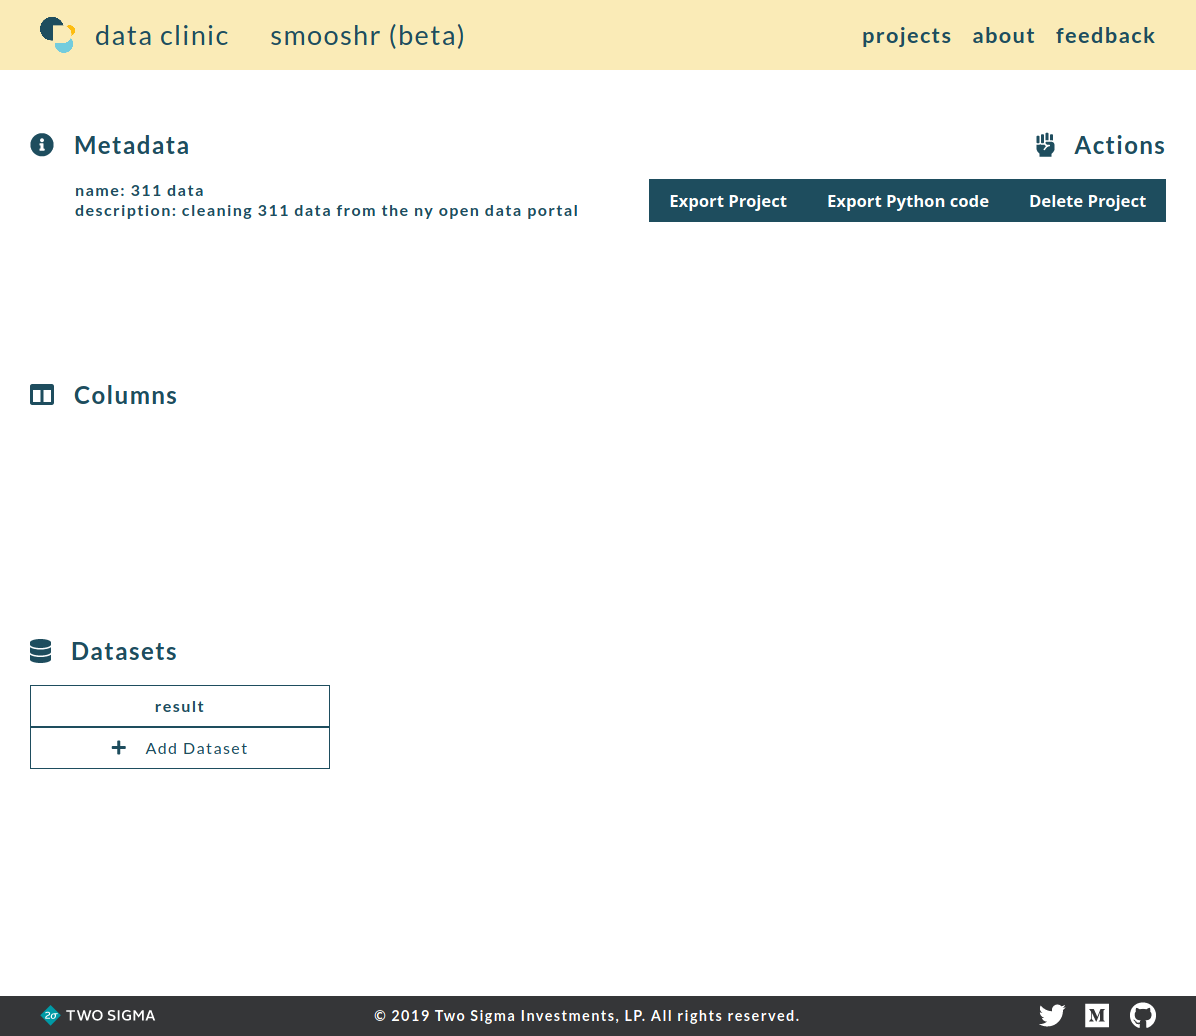 data clinic smooshr (beta) projects about feedback
Metadata
name: 311 data
description: cleaning 311 data from the ny open data portal
Actions
Export Project Export Python code Delete Project
Columns
Datasets
result
Add Dataset
2σ TWO SIGMA © 2019 Two Sigma Investments, LP. All rights reserved. M